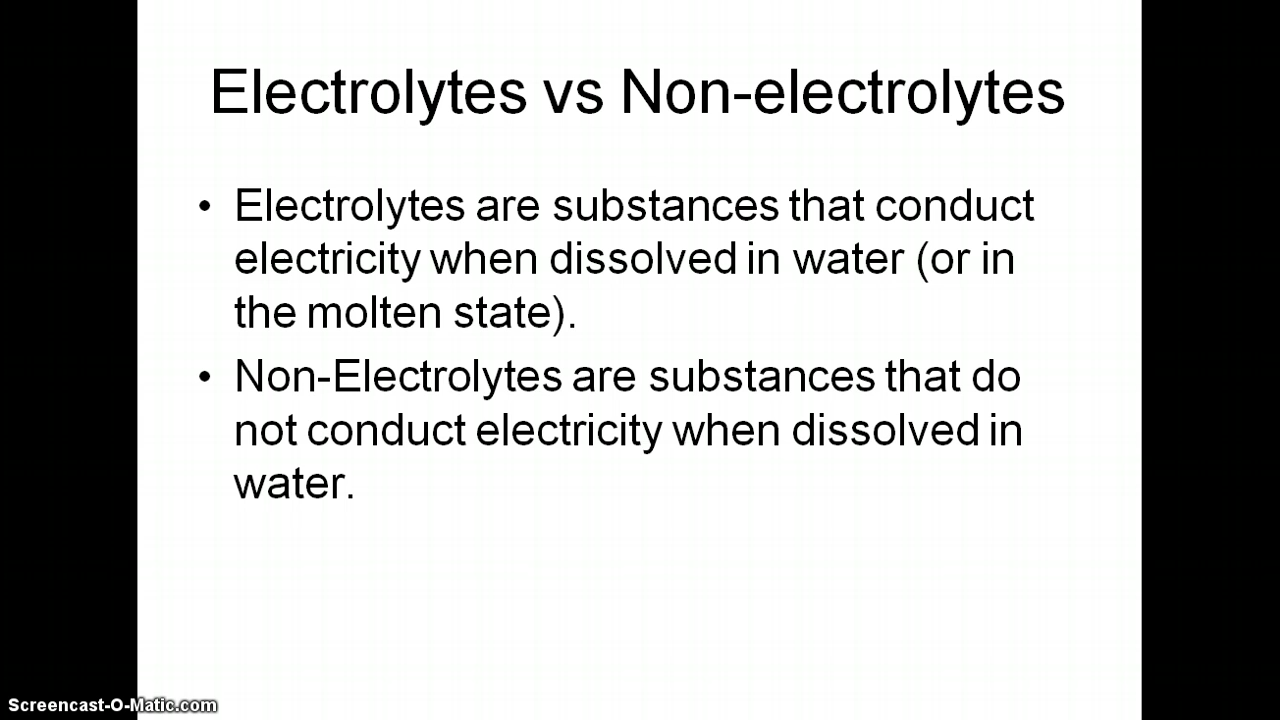 Electrolytes vs Non-electrolytes
• Electrolytes are substances that conduct
electricity when dissolved in water (or in
the molten state).
• Non-Electrolytes are substances that do
not conduct electricity when dissolved in
water.
Screencast-O-Matic.com